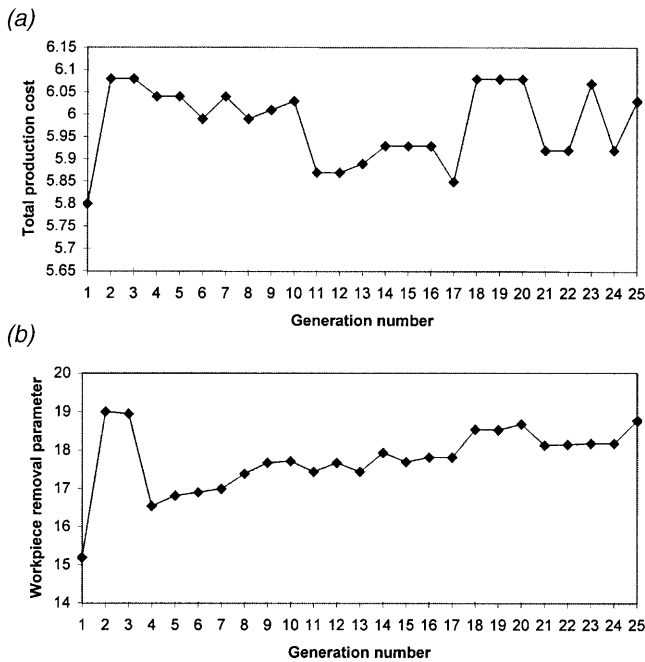 (a)
Total production cost
6.15
6.1
6.05
6
5.95
5.9
5.85
5.8
5.75
5.7
5.65
1 2 3 4 5 6 7 8 9 10 11 12 13 14 15 16 17 18 19 20 21 22 23 24 25
Generation number
(b)
Workpiece removal parameter
20
19
18
17
16
15
14
1 2 3 4 5 6 7 8 9 10 11 12 13 14 15 16 17 18 19 20 21 22 23 24 25
Generation number